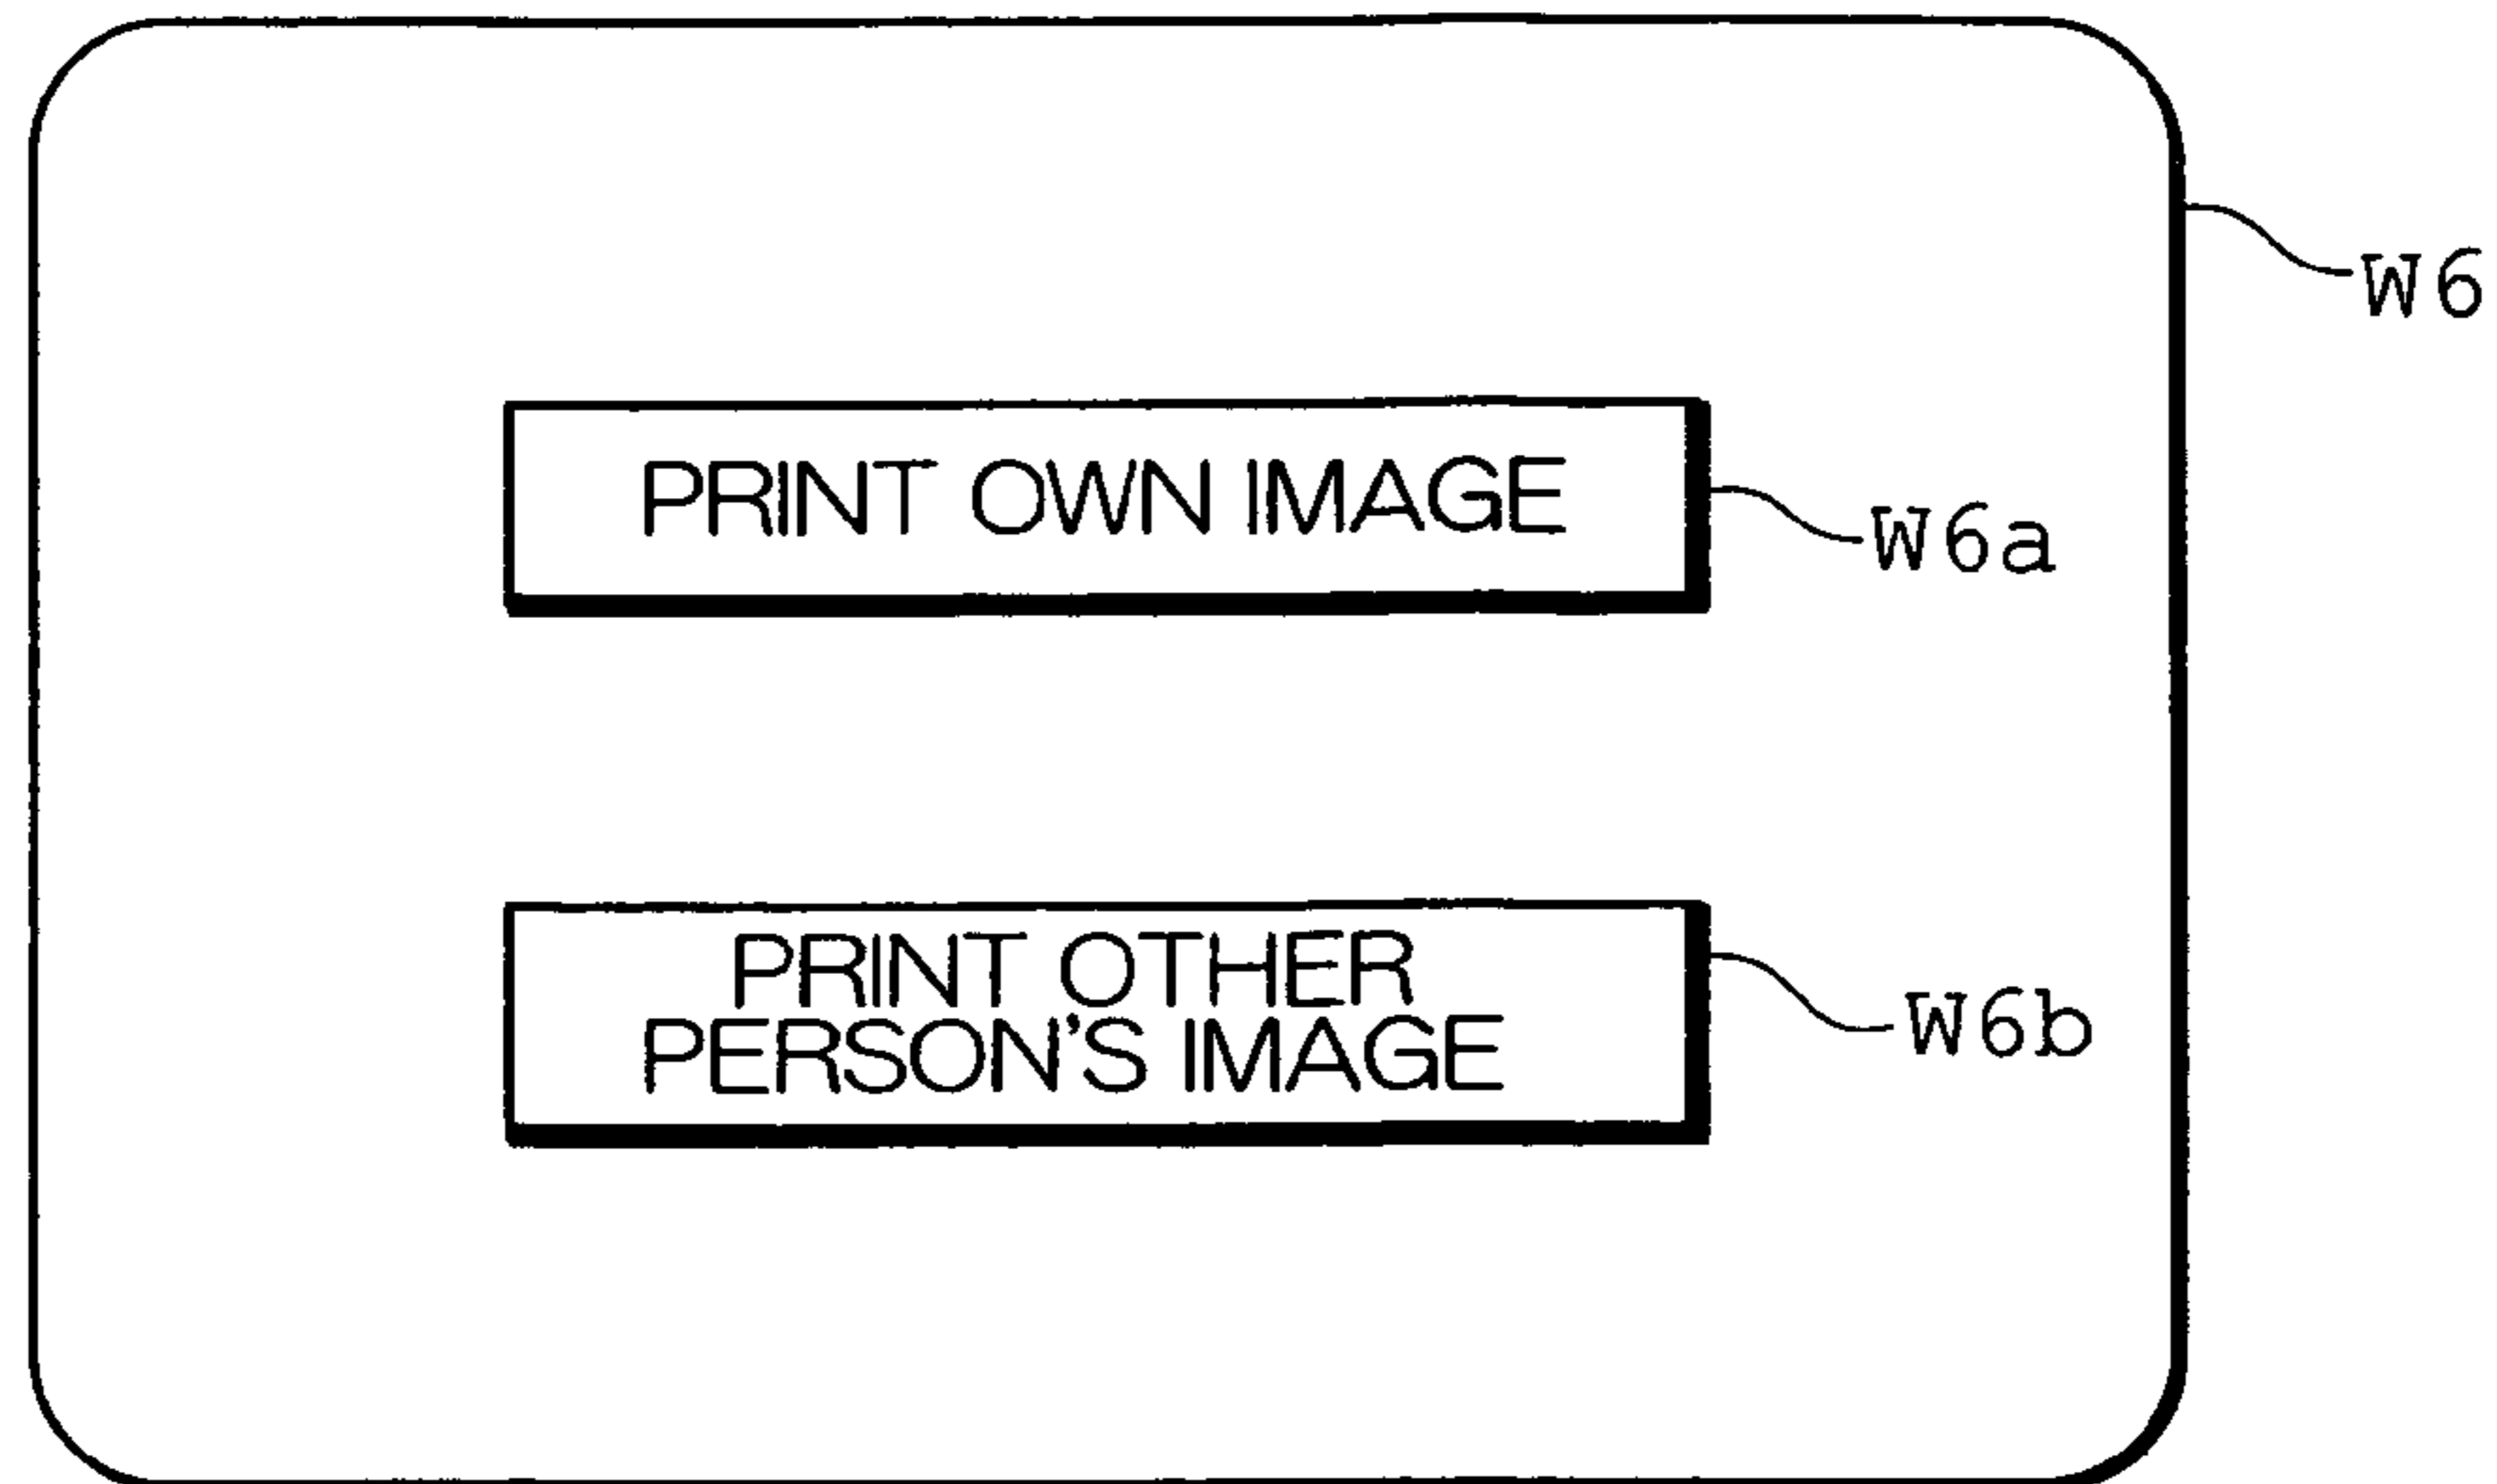 W6
PRINT OWN IMAGE
W6a
PRINT OTHER
PERSON'S IMAGE
W6b